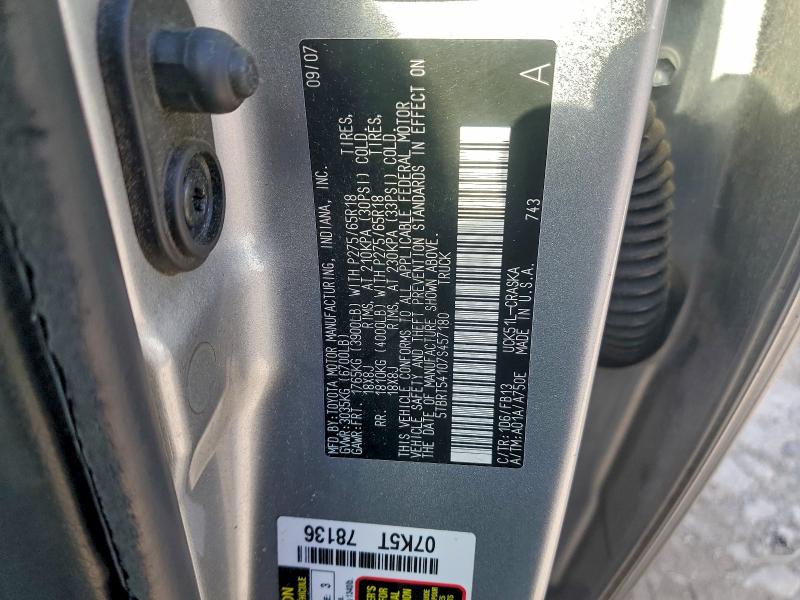 MFD.BY:TOYOTA MOTOR MANUFACTURING, INDIANA, INC. 09/07
GVWR:3035KG (6700LB)
GAWR:FRT. 1765KG (3900LB) WITH P275/65R18 TIRES.
18X8J RIMS, AT 210KPA (30PSI) COLD.
RR. 1810KG (4000LB) WITH P275/65R18 TIRES.
18X8J RIMS, AT 230KPA (33PSI) COLD.
THIS VEHICLE CONFORMS TO ALL APPLICABLE FEDERAL MOTOR
VEHICLE SAFETY AND THEFT PREVENTION STANDARDS IN EFFECT ON
THE DATE OF MANUFACTURE SHOWN ABOVE.
5TBRT54107S457180 TRUCK
C/TR:1D6/FB13 UCK51L-CRASKA 743
A/TM:A01A/A750E MADE IN U.S.A. A
07K5T 78136